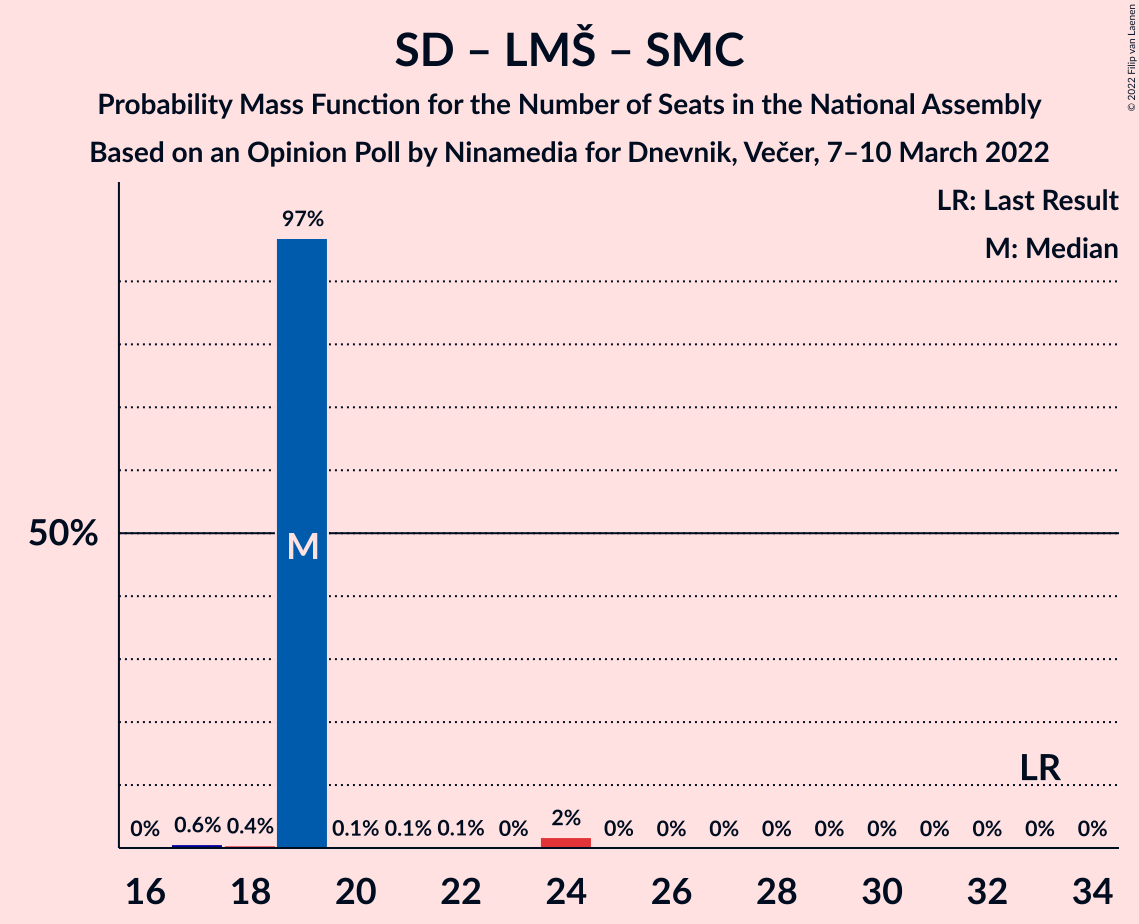 SD – LMŠ – SMC
Probability Mass Function for the Number of Seats in the National Assembly
Based on an Opinion Poll by Ninamedia for Dnevnik, Večer, 7–10 March 2022
© 2022 Filip van Laenen
LR: Last Result
M: Median
97%
50%
M
LR
0% 0.6% 0.4% 0.1% 0.1% 0.1% 0% 2% 0% 0% 0% 0% 0% 0% 0% 0% 0% 0%
16 18 20 22 24 26 28 30 32 34